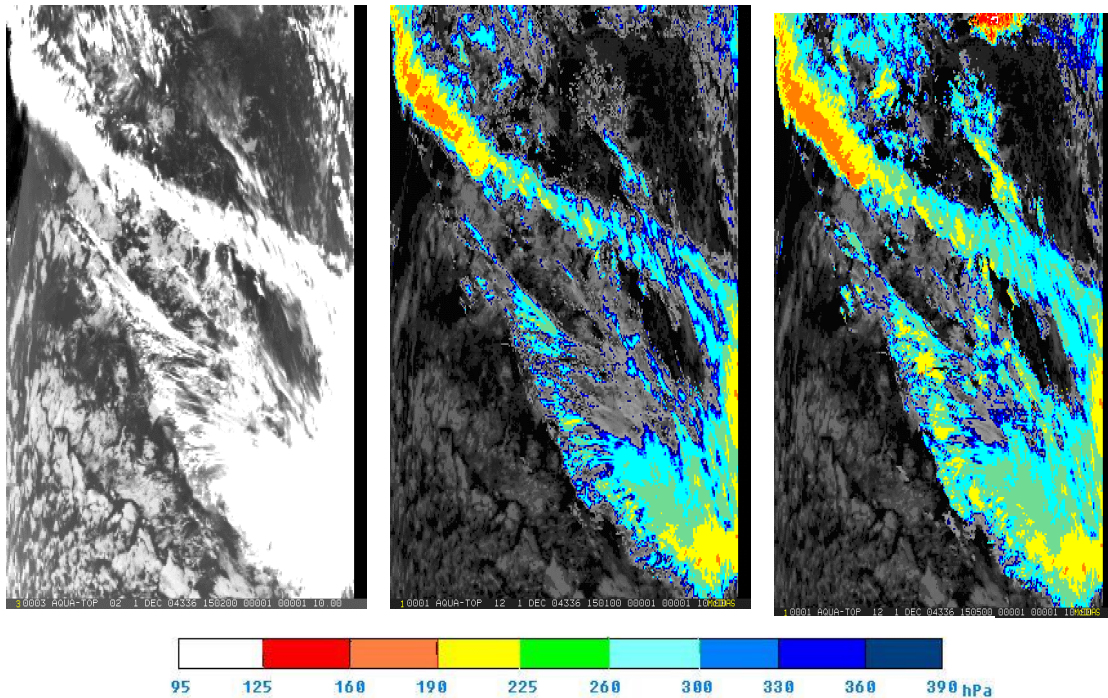 3 0003 AQUA-TOP 02 1 DEC 04336 150200 00001 00001 10.00
1 0001 AQUA-TOP 12 1 DEC 04336 150100 00001 00001
1 0001 AQUA-TOP 12 1 DEC 04336 150500 00001 00001
95 125 160 190 225 260 300 330 360 390 hPa